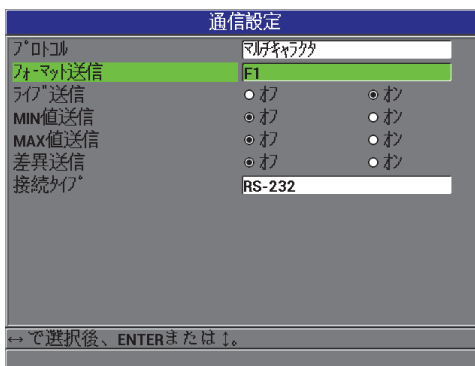 通信設定
ﾌﾟﾛﾄｺﾙ ﾏﾙﾁｷｬﾗｸﾀ
ﾌｫｰﾏｯﾄ送信 F1
ﾗｲﾌﾞ送信 ｵﾌ ｵﾝ
MIN値送信 ｵﾌ ｵﾝ
MAX値送信 ｵﾌ ｵﾝ
差異送信 ｵﾌ ｵﾝ
接続ﾀｲﾌﾟ RS-232
↔ で選択後、ENTERまたは ↕。